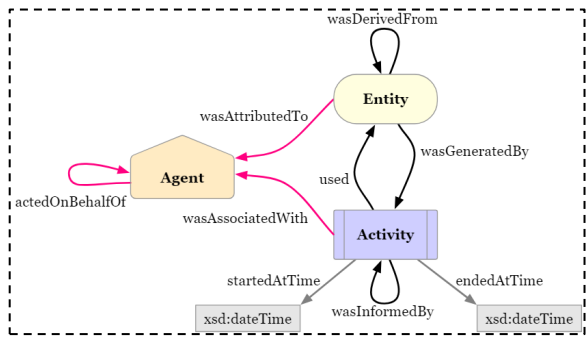 wasDerivedFrom
Entity
wasAttributedTo
wasGeneratedBy
used
Agent
actedOnBehalfOf
wasAssociatedWith
Activity
startedAtTime
endedAtTime
wasInformedBy
xsd:dateTime
xsd:dateTime